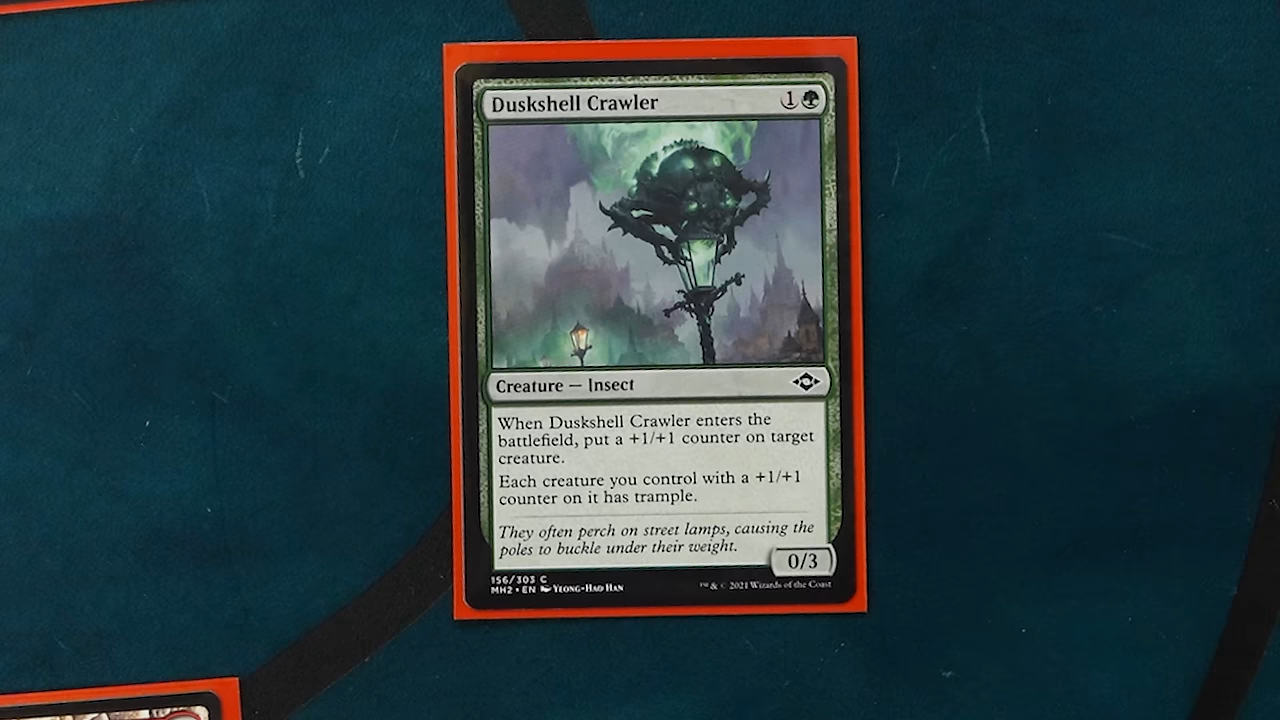 Duskshell Crawler 1
Creature — Insect
When Duskshell Crawler enters the
battlefield, put a +1/+1 counter on target
creature.
Each creature you control with a +1/+1
counter on it has trample.
They often perch on street lamps, causing the
poles to buckle under their weight.
0/3
156/303 C
MH2 • EN Yeong-Hao Han
™ & © 2021 Wizards of the Coast